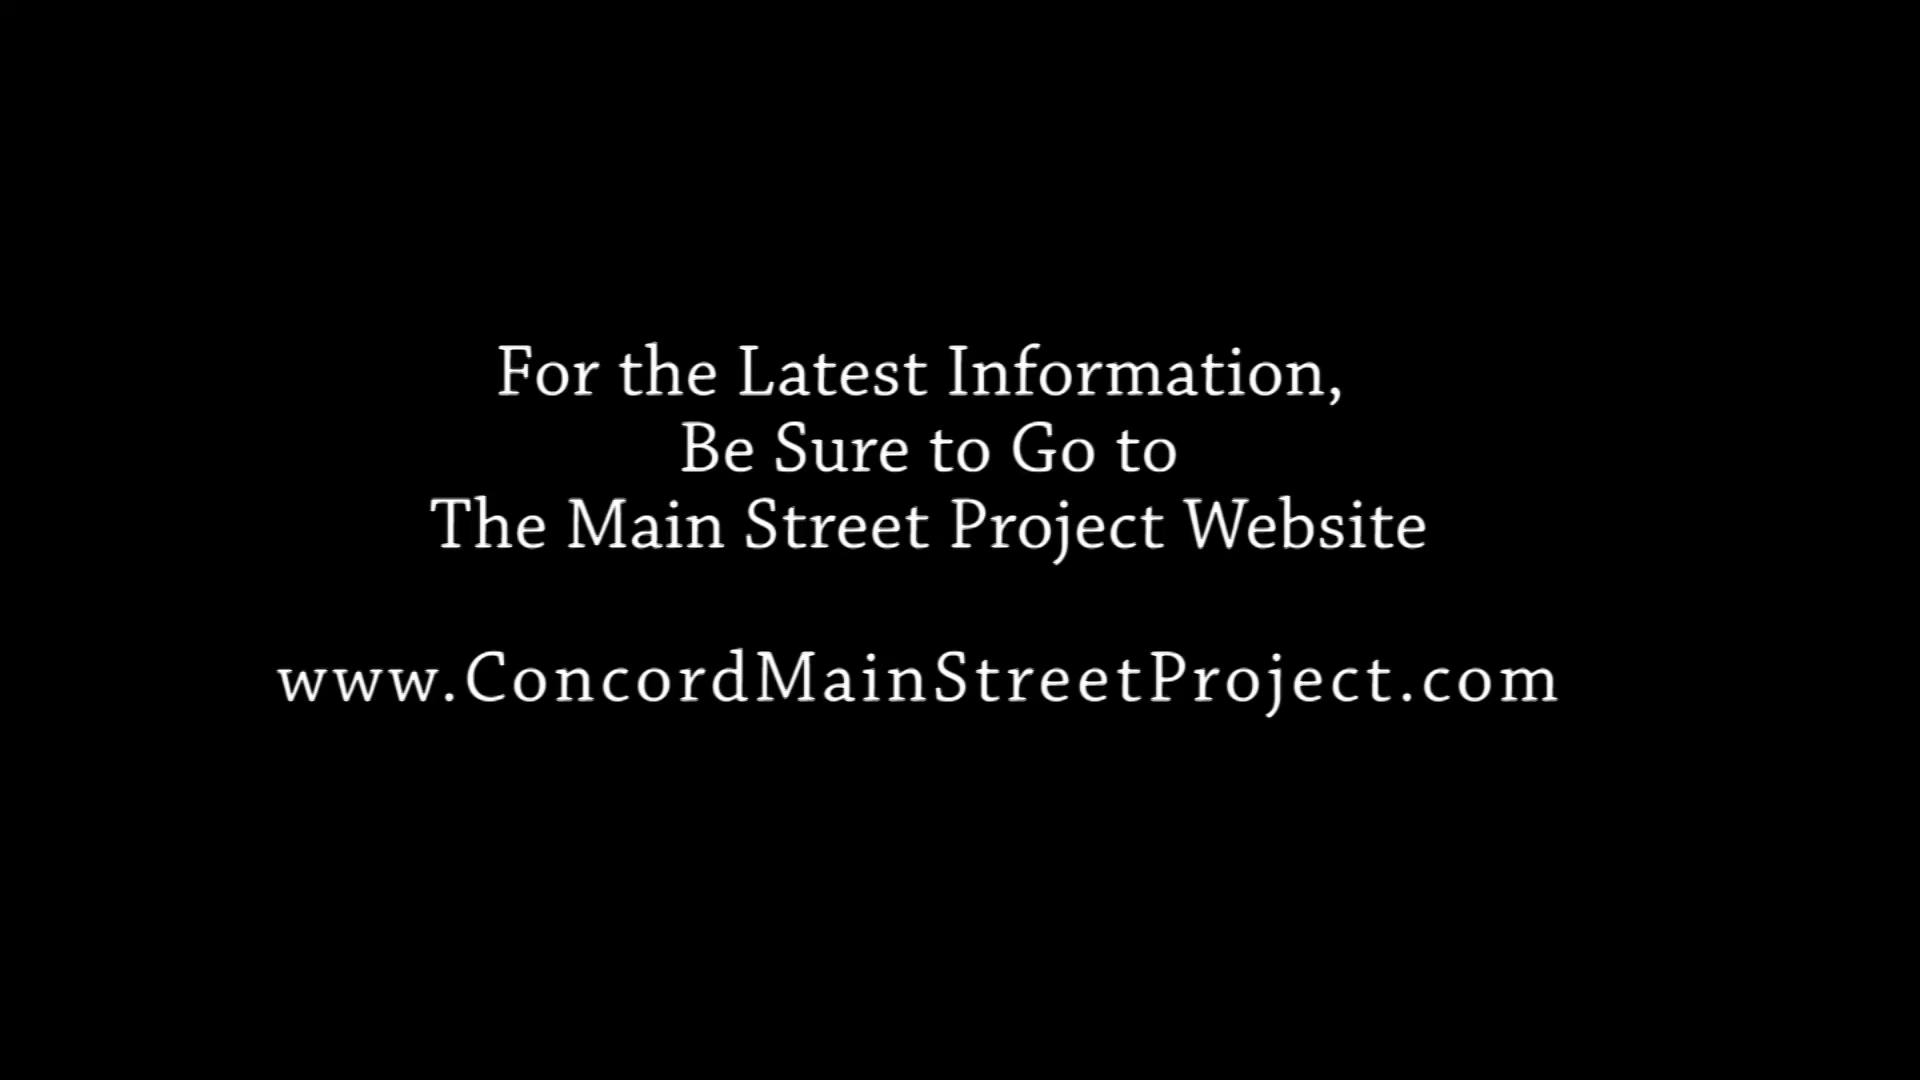 For the Latest Information,
Be Sure to Go to
The Main Street Project Website
www.ConcordMainStreetProject.com